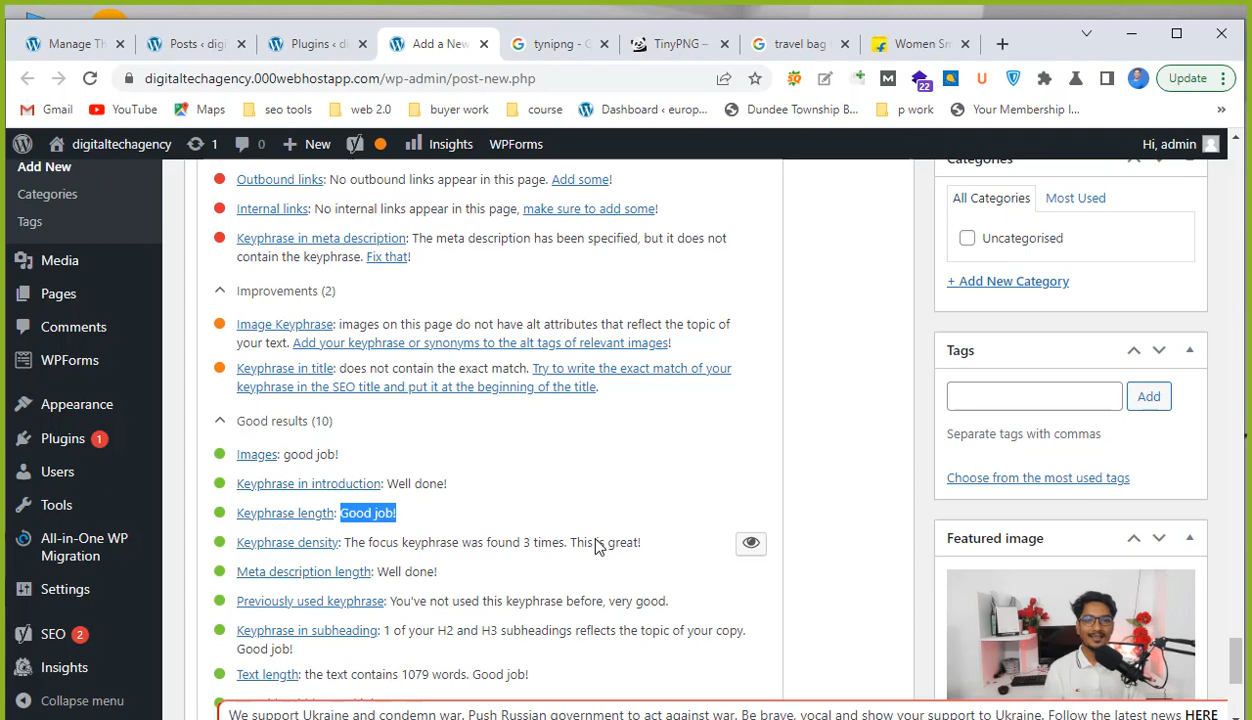 Manage Th
Posts ‹ digi
Plugins ‹ di
Add a New
tynipng - G
TinyPNG –
travel bag
Women Sm
digitaltechagency.000webhostapp.com/wp-admin/post-new.php
22
Update
Gmail
YouTube
Maps
seo tools
web 2.0
buyer work
course
Dashboard ‹ europ...
Dundee Township B...
p work
Your Membership I...
»
digitaltechagency
1
0
New
Insights
WPForms
Hi, admin
Add New
Categories
Tags
Media
Pages
Comments
WPForms
Appearance
Plugins 1
Users
Tools
All-in-One WP
Migration
Settings
SEO 2
Insights
Collapse menu
Outbound links: No outbound links appear in this page. Add some!
Internal links: No internal links appear in this page, make sure to add some!
Keyphrase in meta description: The meta description has been specified, but it does not
contain the keyphrase. Fix that!
Improvements (2)
Image Keyphrase: images on this page do not have alt attributes that reflect the topic of
your text. Add your keyphrase or synonyms to the alt tags of relevant images!
Keyphrase in title: does not contain the exact match. Try to write the exact match of your
keyphrase in the SEO title and put it at the beginning of the title.
Good results (10)
Images: good job!
Keyphrase in introduction: Well done!
Keyphrase length: Good job!
Keyphrase density: The focus keyphrase was found 3 times. This is great!
Meta description length: Well done!
Previously used keyphrase: You've not used this keyphrase before, very good.
Keyphrase in subheading: 1 of your H2 and H3 subheadings reflects the topic of your copy.
Good job!
Text length: the text contains 1079 words. Good job!
Categories
All Categories
Most Used
Uncategorised
+ Add New Category
Tags
Add
Separate tags with commas
Choose from the most used tags
Featured image
We support Ukraine and condemn war. Push Russian government to act against war. Be brave, vocal and show your support to Ukraine. Follow the latest news HERE